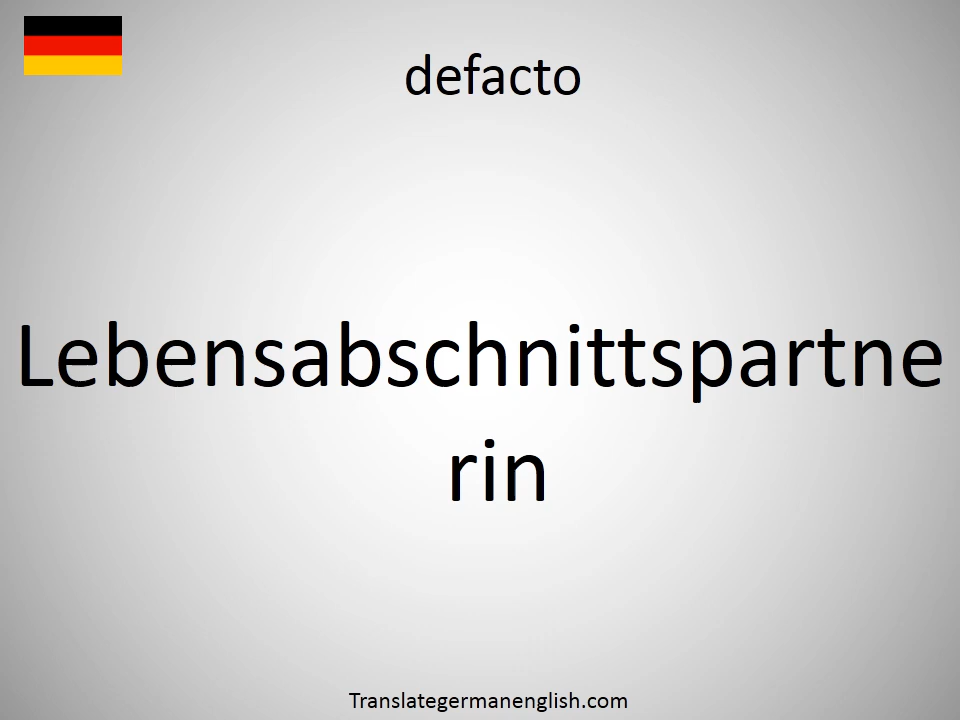 defacto
Lebensabschnittspartne
rin
Translategermanenglish.com